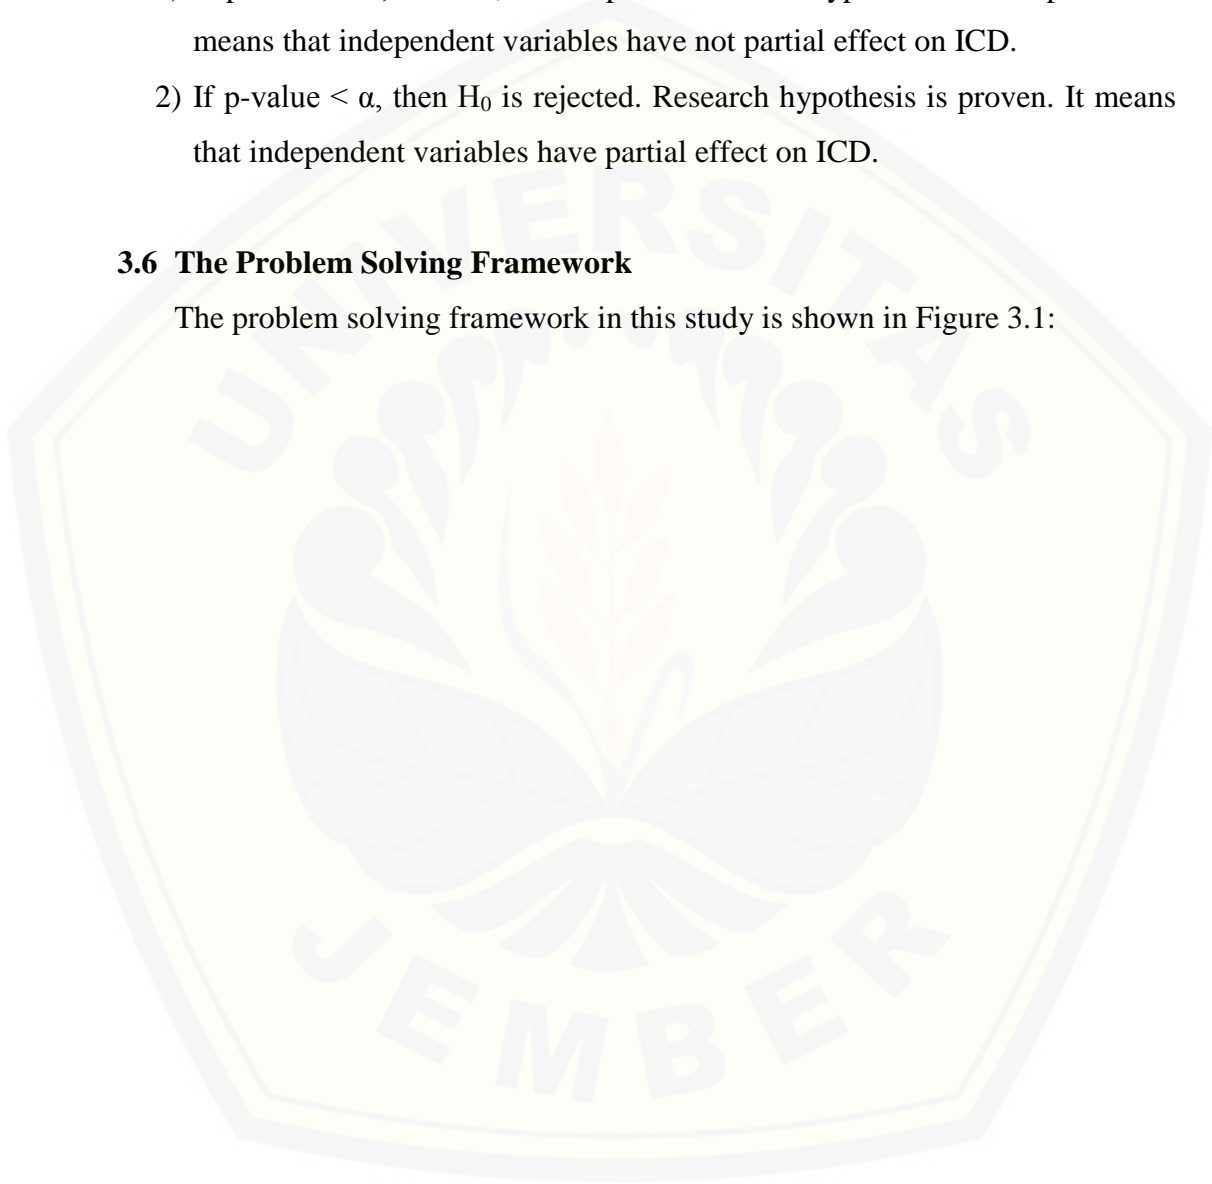 means that independent variables have not partial effect on ICD.
2) If p-value < α, then H₀ is rejected. Research hypothesis is proven. It means
that independent variables have partial effect on ICD.
3.6 The Problem Solving Framework
The problem solving framework in this study is shown in Figure 3.1:
UNIVERSITAS
JEMBER